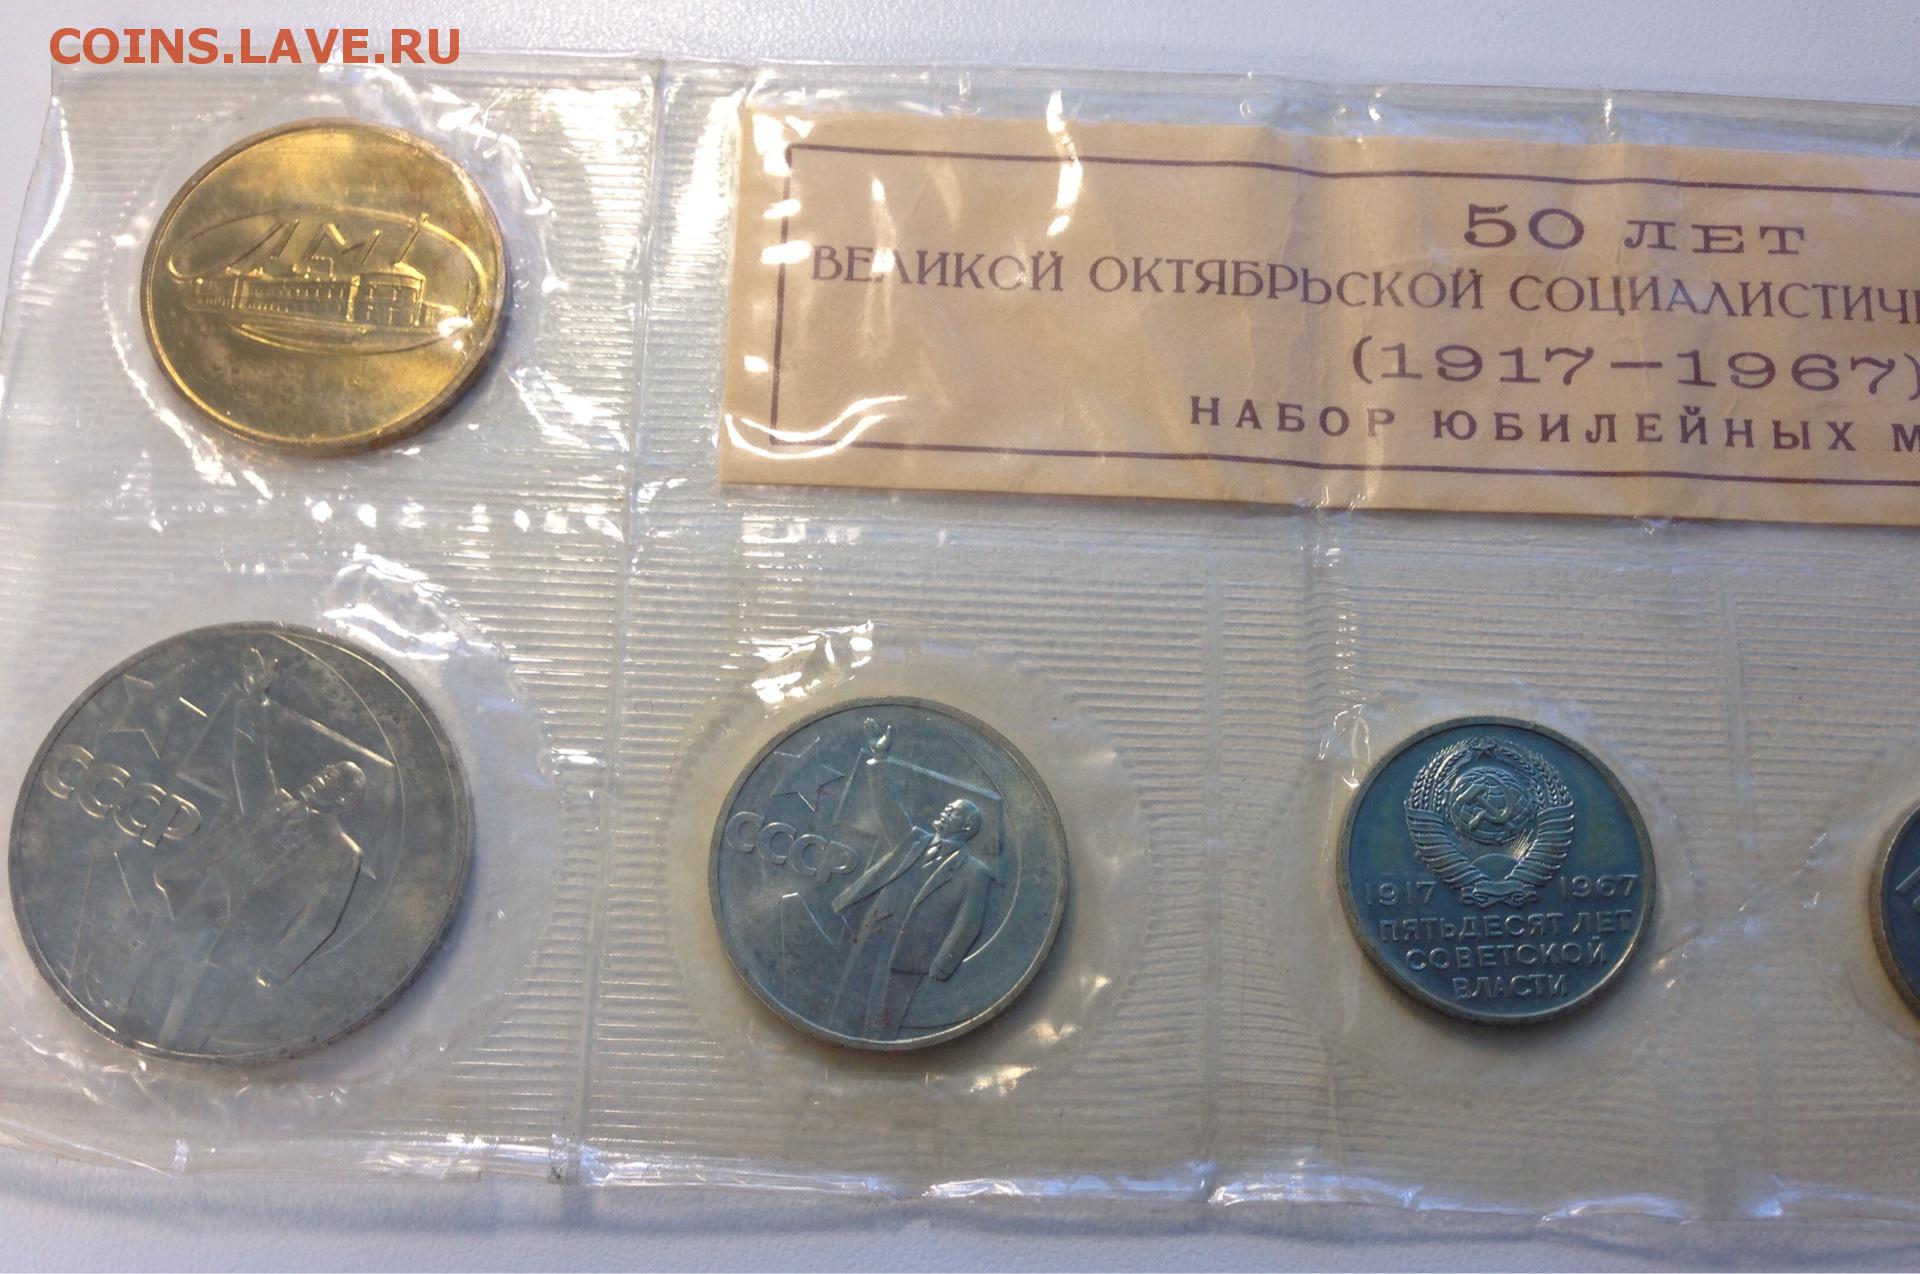 COINS.LAVE.RU
ЛМД
50 ЛЕТ
ВЕЛИКОЙ ОКТЯБРЬСКОЙ СОЦИАЛИСТИЧ
(1917—1967)
НАБОР ЮБИЛЕЙНЫХ М
СССР
СССР
1917 1967
ПЯТЬДЕСЯТ ЛЕТ
СОВЕТСКОЙ
ВЛАСТИ